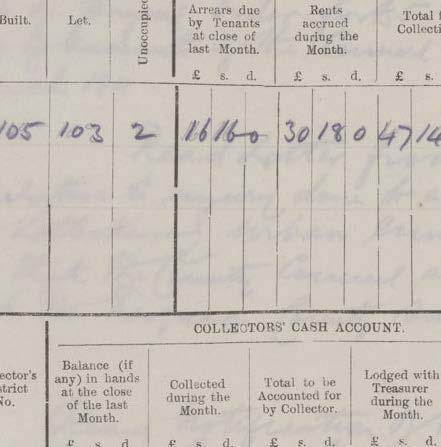 Built. Let. Unoccupied Arrears due by Tenants at close of last Month. Rents accrued during the Month. Total
Collecti
£ s. d. £ s. d. £ s.
105 103 2 16 16 0 30 18 0 47 14
COLLECTORS' CASH ACCOUNT.
ector's
strict
No.
Balance (if any) in hands at the close of the last Month.
Collected during the Month.
Total to be Accounted for by Collector.
Lodged with Treasurer during the Month.
£ s. d. £ s. d. £ s. d. £ s. d.